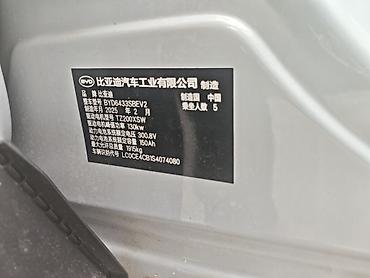 BYD 比亚迪汽车工业有限公司 制造
品牌 比亚迪 制造国 中国
整车型号 BYD6433SBEV2 乘坐人数 5
制造年月 2025 年 2 月
驱动电机型号 TZ200XSW
驱动电机峰值功率 130kW
动力电池系统额定电压 300.8V
动力电池系统额定容量 150Ah
最大允许总质量 1915kg
车辆识别代号 LC0CE4CB1S4074080